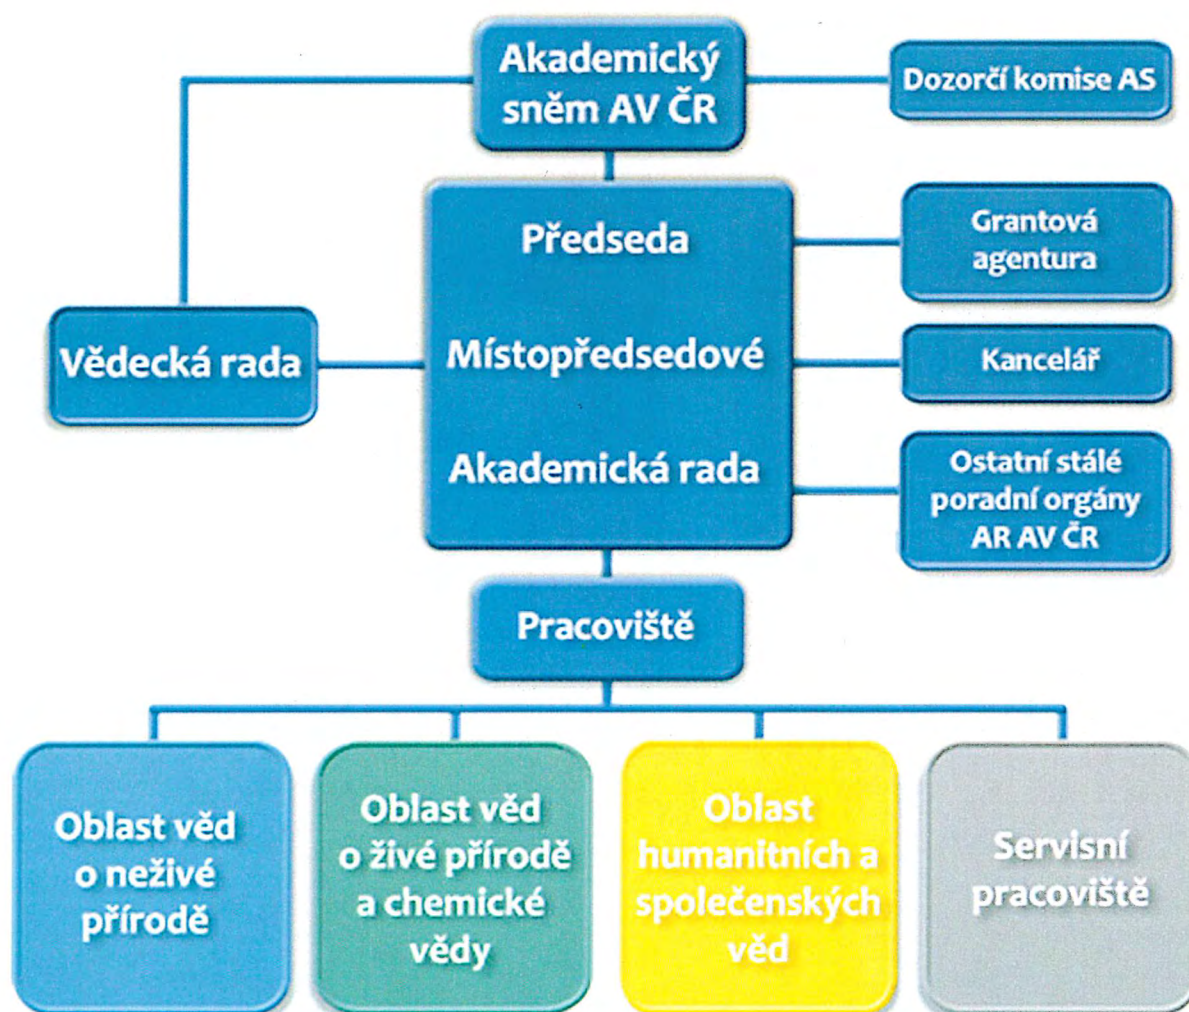 Akademický
sněm AV ČR
Dozorčí komise AS
Předseda
Grantová
agentura
Vědecká rada
Místopředsedové
Kancelář
Akademická rada
Ostatní stálé
poradní orgány
AR AV ČR
Pracoviště
Oblast věd
o neživé
přírodě
Oblast věd
o živé přírodě
a chemické
vědy
Oblast
humanitních a
společenských
věd
Servisní
pracoviště